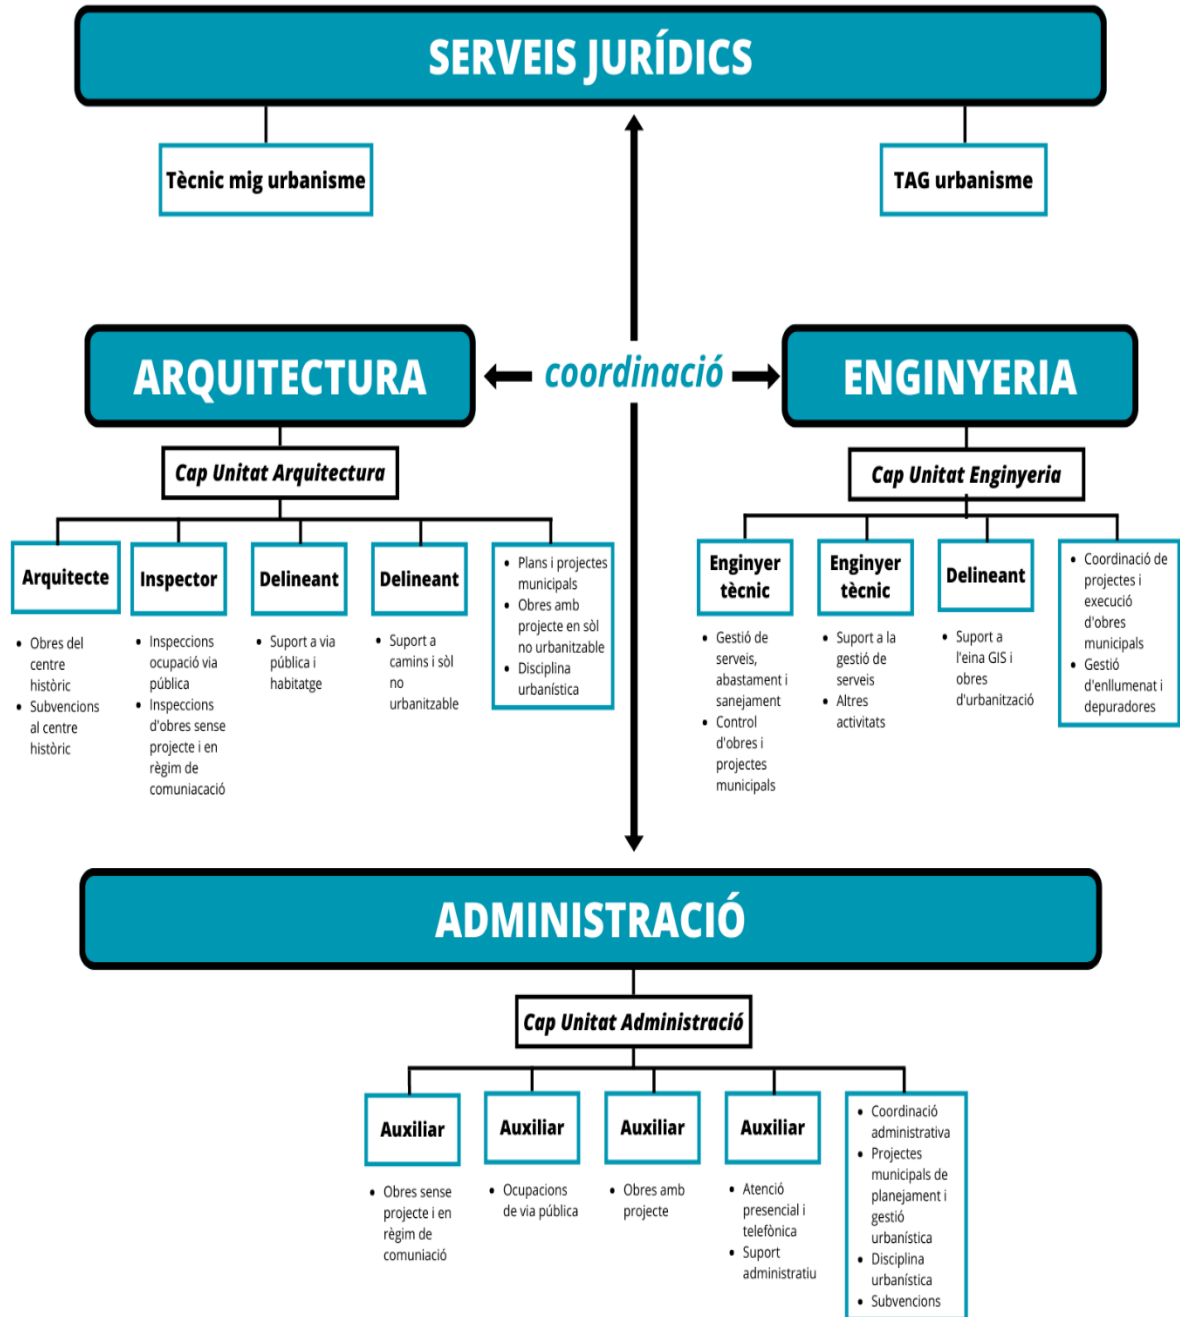 SERVEIS JURÍDICS
Tècnic mig urbanisme
TAG urbanisme
ARQUITECTURA
coordinació
ENGINYERIA
Cap Unitat Arquitectura
Arquitecte
• Obres del
centre
històric
• Subvencions
al centre
històric
Inspector
• Inspeccions
ocupació via
pública
• Inspeccions
d'obres sense
projecte i en
règim de
comuniacació
Delineant
• Suport a via
pública i
habitatge
Delineant
• Suport a
camins i sòl
no
urbanitzable
• Plans i projectes
municipals
• Obres amb
projecte en sòl
no urbanitzable
• Disciplina
urbanística
Cap Unitat Enginyeria
Enginyer
tècnic
• Gestió de
serveis,
abastament i
sanejament
• Control
d'obres i
projectes
municipals
Enginyer
tècnic
• Suport a la
gestió de
serveis
• Altres
activitats
Delineant
• Suport a
l'eina GIS i
obres
d'urbanització
• Coordinació de
projectes i
execució
d'obres
municipals
• Gestió
d'enllumenat i
depuradores
ADMINISTRACIÓ
Cap Unitat Administració
Auxiliar
• Obres sense
projecte i en
règim de
comuniació
Auxiliar
• Ocupacions
de via pública
Auxiliar
• Obres amb
projecte
Auxiliar
• Atenció
presencial i
telefònica
• Suport
administratiu
• Coordinació
administrativa
• Projectes
municipals de
planejament i
gestió
urbanística
• Disciplina
urbanística
• Subvencions